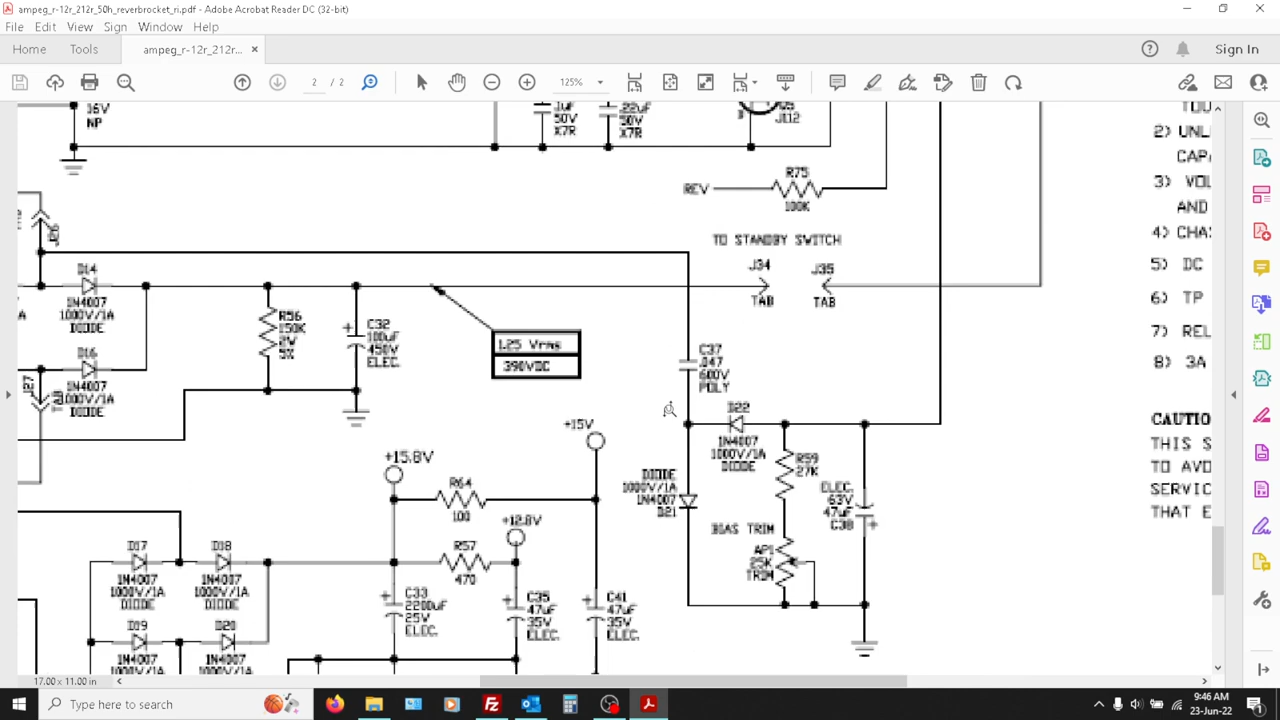 ampeg_r-12r_212r_50h_reverbrocket_ri.pdf - Adobe Acrobat Reader DC (32-bit)
File Edit View Sign Window Help
Home Tools ampeg_r-12r_212r... × Sign In
2 / 2 125%
16V
NP
.1uF
50V
X7R
.22uF
50V
X7R
J112
TOU
2) UNL
CAPA
3) VOL
AND
4) CHAS
5) DC
6) TP
7) REL
8) 3A
REV
R75
100K
TO STANDBY SWITCH
J34
TAB
J35
TAB
D14
1N4007
1000V/1A
DIODE
R56
150K
2W
5%
+
C32
100uF
450V
ELEC.
1.25 Vrms
390VDC
D16
1N4007
1000V/1A
DIODE
J27
C37
.047
600V
POLY
D22
1N4007
1000V/1A
DIODE
CAUTIO
THIS S
TO AVO
SERVIC
THAT E
+15V
+15.8V
R64
100
+12.8V
R57
470
DIODE
1000V/1A
1N4007
D21
R59
27K
ELEC.
63V
47uF
C38
+
BIAS TRIM
AP1
25K
TRIM
D17
1N4007
1000V/1A
DIODE
D18
1N4007
1000V/1A
DIODE
+
C33
2200uF
25V
ELEC.
+
C35
47uF
35V
ELEC.
+
C41
47uF
35V
ELEC.
D19
1N4007
1000V/1A
DIODE
D20
1N4007
1000V/1A
DIODE
17.00 x 11.00 in
Type here to search
9:46 AM
23-Jun-22